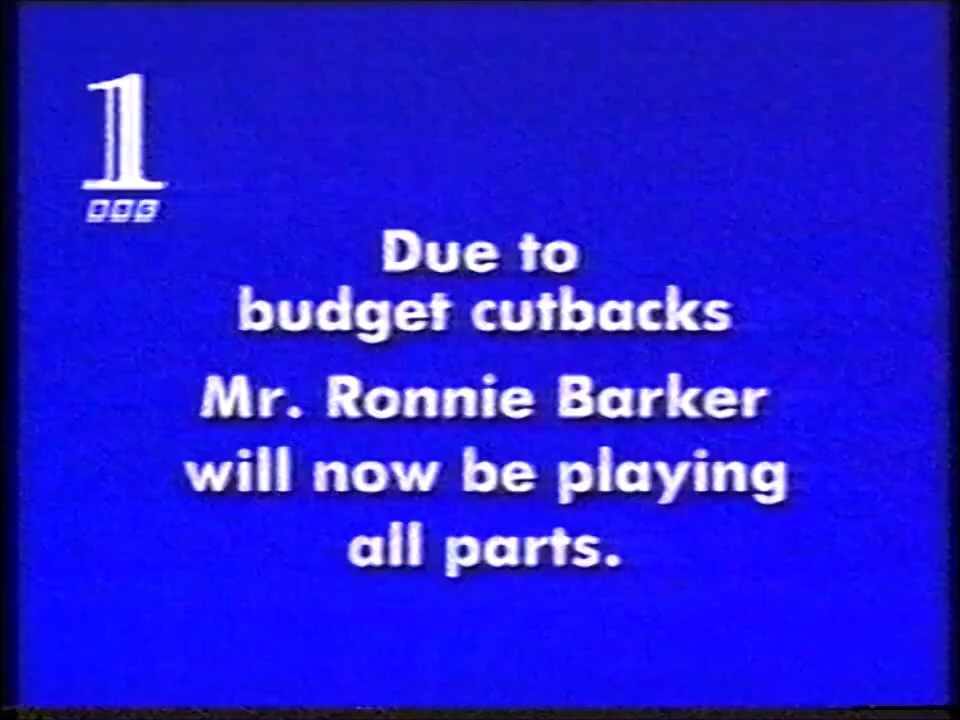 1
BBC
Due to
budget cutbacks
Mr. Ronnie Barker
will now be playing
all parts.